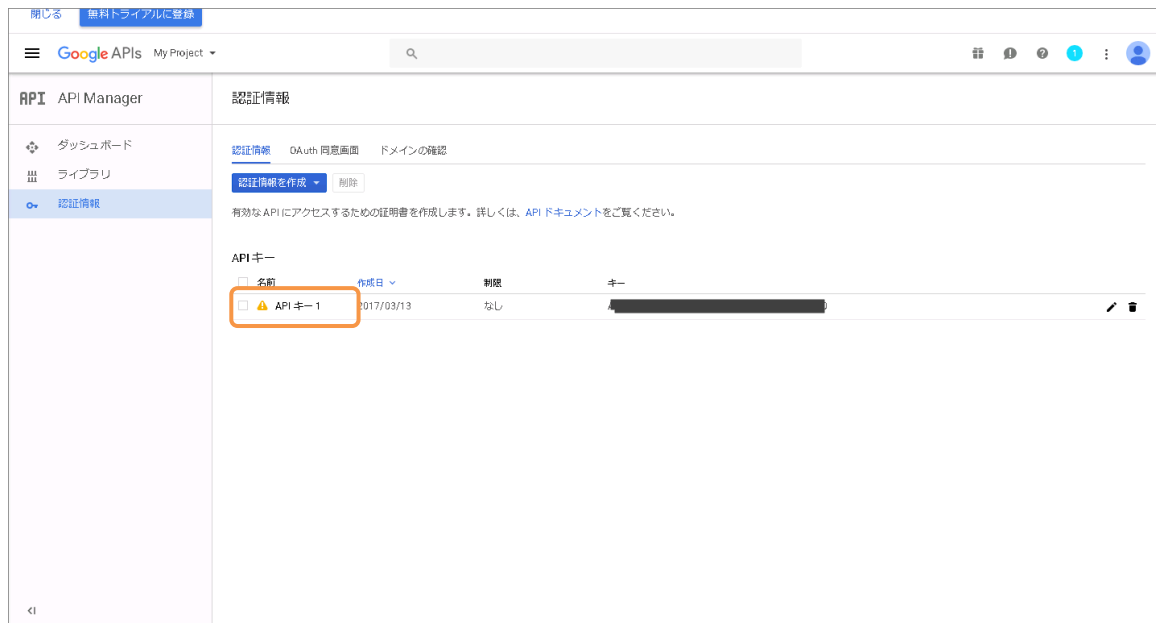 閉じる 無料トライアルに登録
Google APIs My Project
1
API API Manager
認証情報
ダッシュボード
ライブラリ
認証情報
認証情報 OAuth 同意画面 ドメインの確認
認証情報を作成 削除
有効な API にアクセスするための証明書を作成します。詳しくは、API ドキュメントをご覧ください。
API キー
名前 作成日 制限 キー
API キー 1 2017/03/13 なし